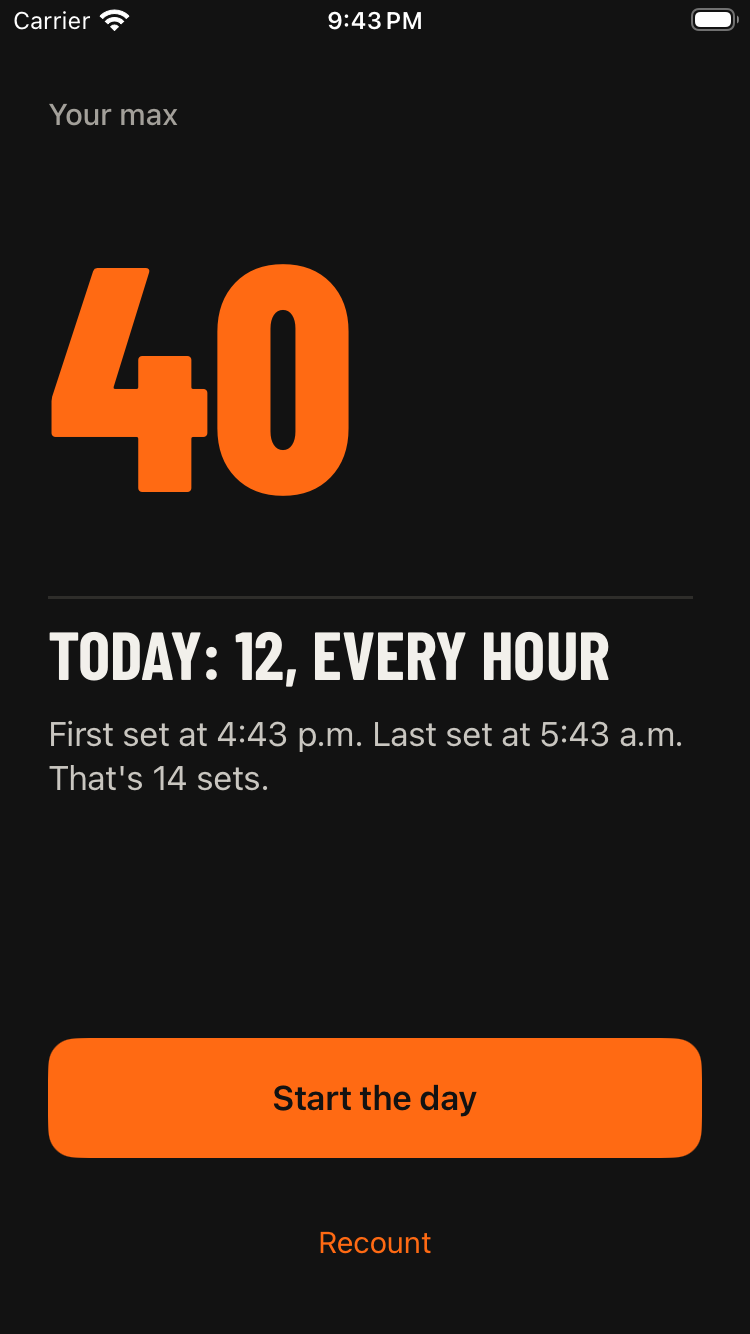 Carrier 9:43 PM
Your max
40
TODAY: 12, EVERY HOUR
First set at 4:43 p.m. Last set at 5:43 a.m.
That's 14 sets.
Start the day
Recount